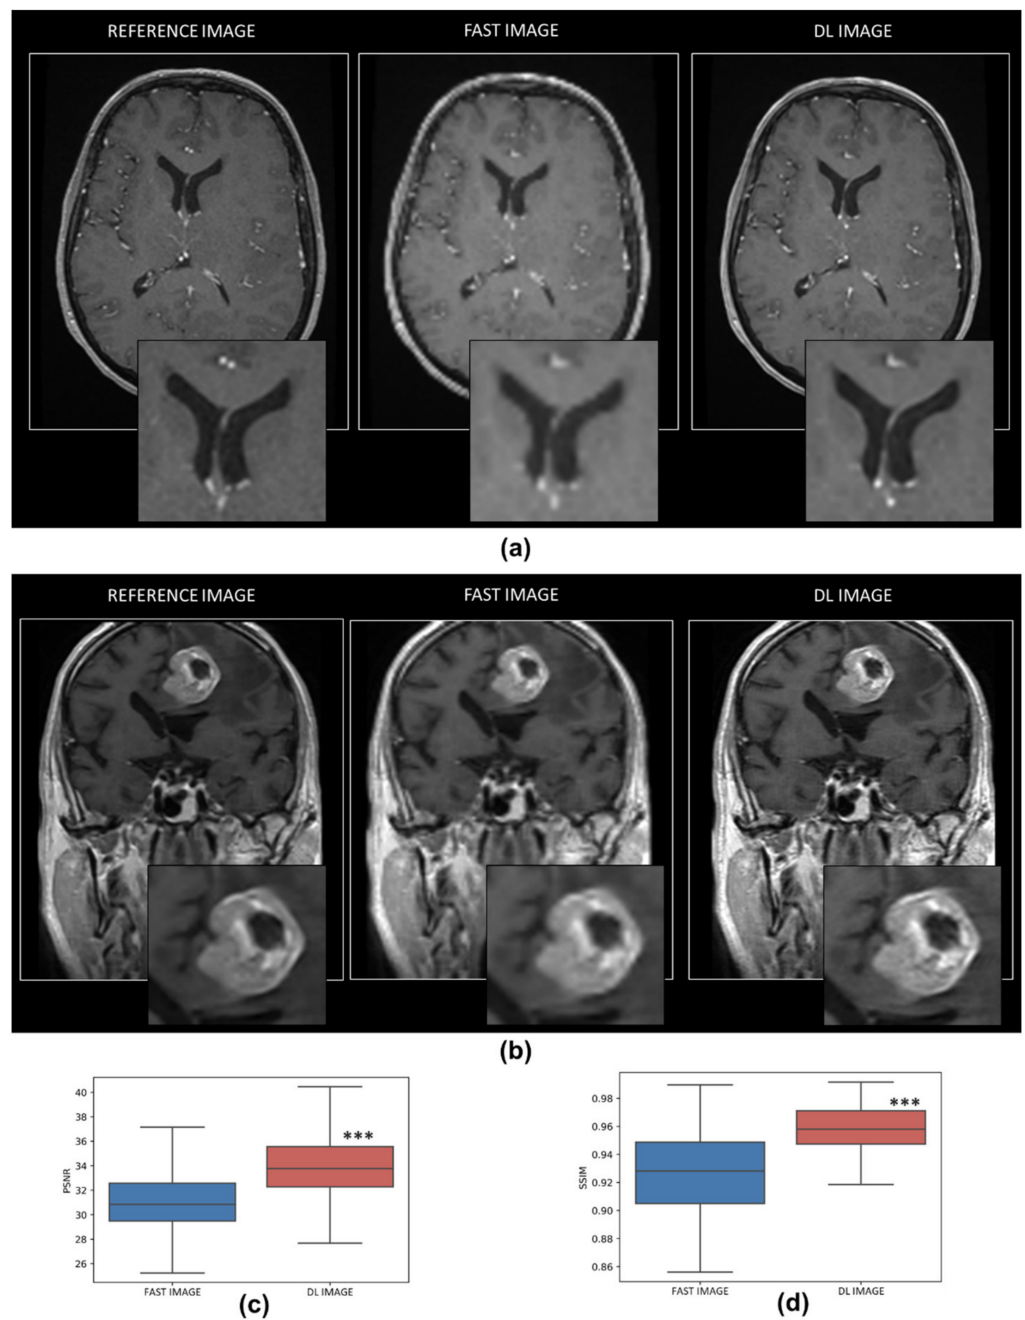 REFERENCE IMAGE FAST IMAGE DL IMAGE
(a)
REFERENCE IMAGE FAST IMAGE DL IMAGE
(b)
40
38
36
34
32
30
28
26
PSNR
***
FAST IMAGE DL IMAGE
(c)
0.98
0.96
0.94
0.92
0.90
0.88
0.86
SSIM
***
FAST IMAGE DL IMAGE
(d)